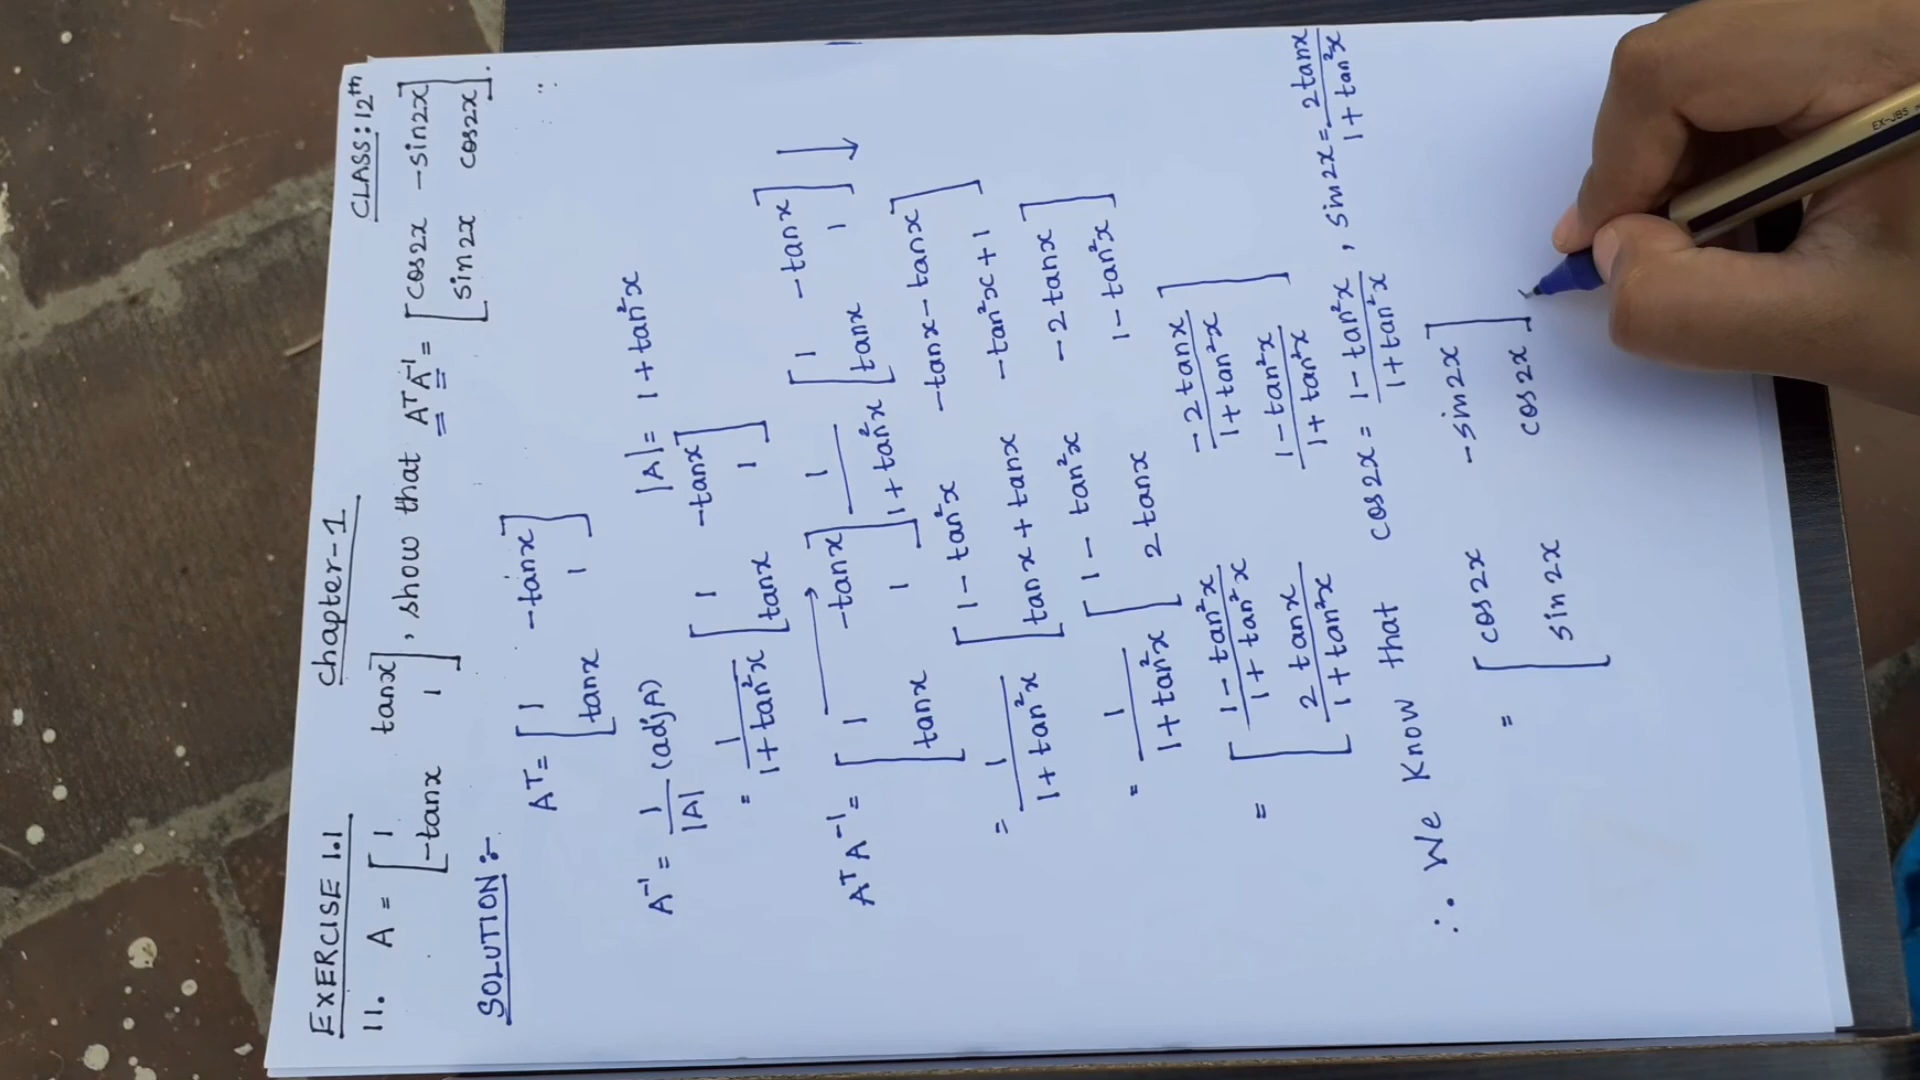 Chapter-1
EXERCISE 1.1 CLASS: 12th
11. A = [1 tanx; -tanx 1], show that AᵀA⁻¹ = [cos2x -sin2x; sin2x cos2x].
SOLUTION :-
Aᵀ = [1 -tanx; tanx 1]
A⁻¹ = 1/|A| (adjA) |A| = 1 + tan²x
= 1/(1+tan²x) [1 -tanx; tanx 1]
AᵀA⁻¹ = [1 -tanx; tanx 1] 1/(1+tan²x) [1 -tanx; tanx 1]
= 1/(1+tan²x) [1-tan²x -tanx-tanx; tanx+tanx -tan²x+1]
= 1/(1+tan²x) [1-tan²x -2tanx; 2tanx 1-tan²x]
= [(1-tan²x)/(1+tan²x) (-2tanx)/(1+tan²x); (2tanx)/(1+tan²x) (1-tan²x)/(1+tan²x)]
∴ We Know that cos2x = (1-tan²x)/(1+tan²x), sin2x = (2tanx)/(1+tan²x)
= [cos2x -sin2x; sin2x cos2x]
EX-JBS